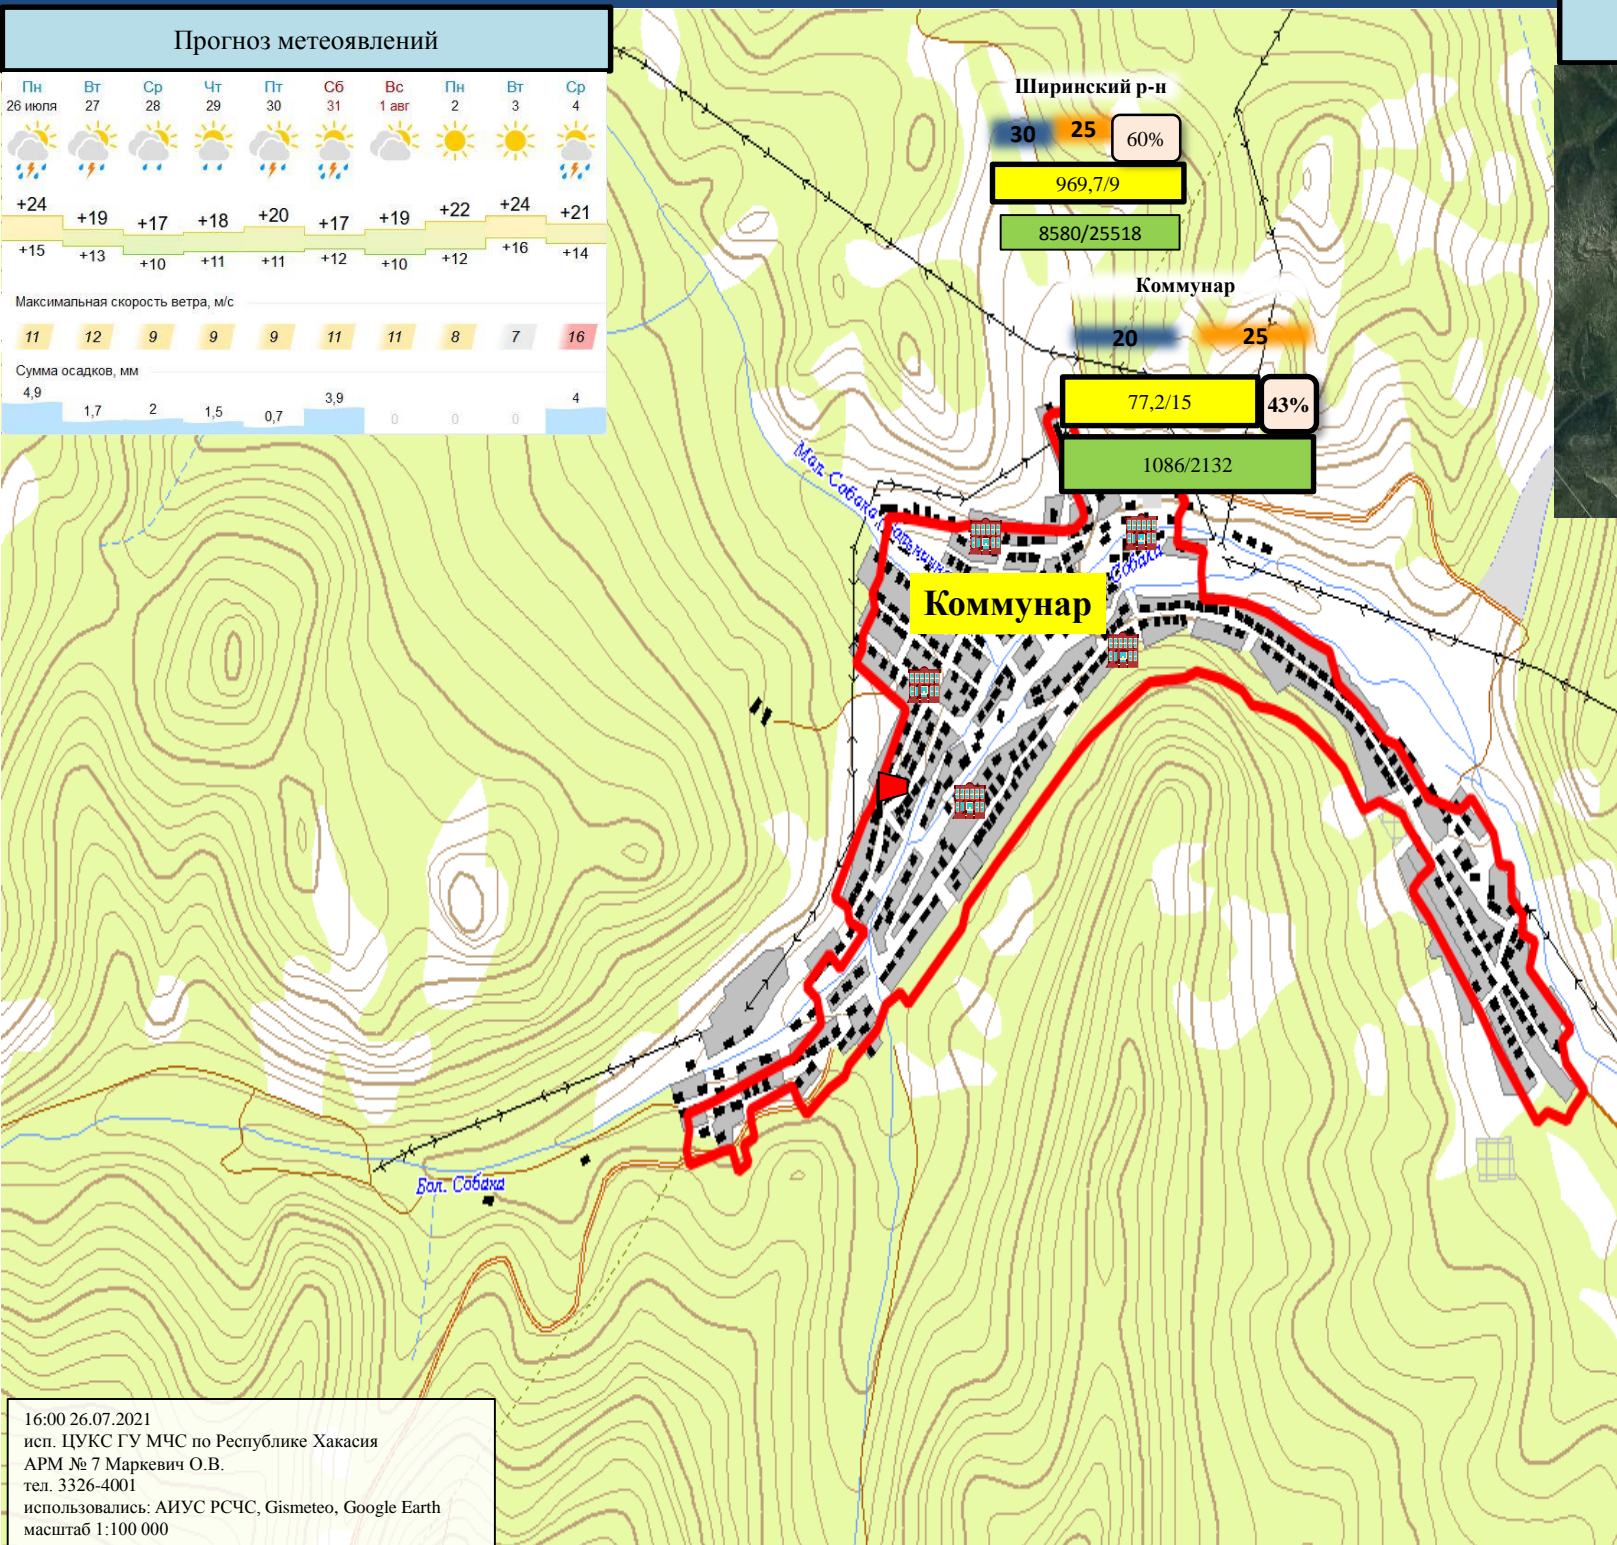 Прогноз метеоявлений
Пн Вт Ср Чт Пт Сб Вс Пн Вт Ср
26 июля 27 28 29 30 31 1 авг 2 3 4
+24 +19 +17 +18 +20 +17 +19 +22 +24 +21
+15 +13 +10 +11 +11 +12 +10 +12 +16 +14
Максимальная скорость ветра, м/с
11 12 9 9 9 11 11 8 7 16
Сумма осадков, мм
4,9 1,7 2 1,5 0,7 3,9 0 0 0 4
Ширинский р-н
30 25 60%
969,7/9
8580/25518
Коммунар
20 25
77,2/15 43%
1086/2132
Мал. Собака
Собака
Коммунар
Бол. Собака
16:00 26.07.2021
исп. ЦУКС ГУ МЧС по Республике Хакасия
АРМ № 7 Маркевич О.В.
тел. 3326-4001
использовались: АИУС РСЧС, Gismeteo, Google Earth
масштаб 1:100 000